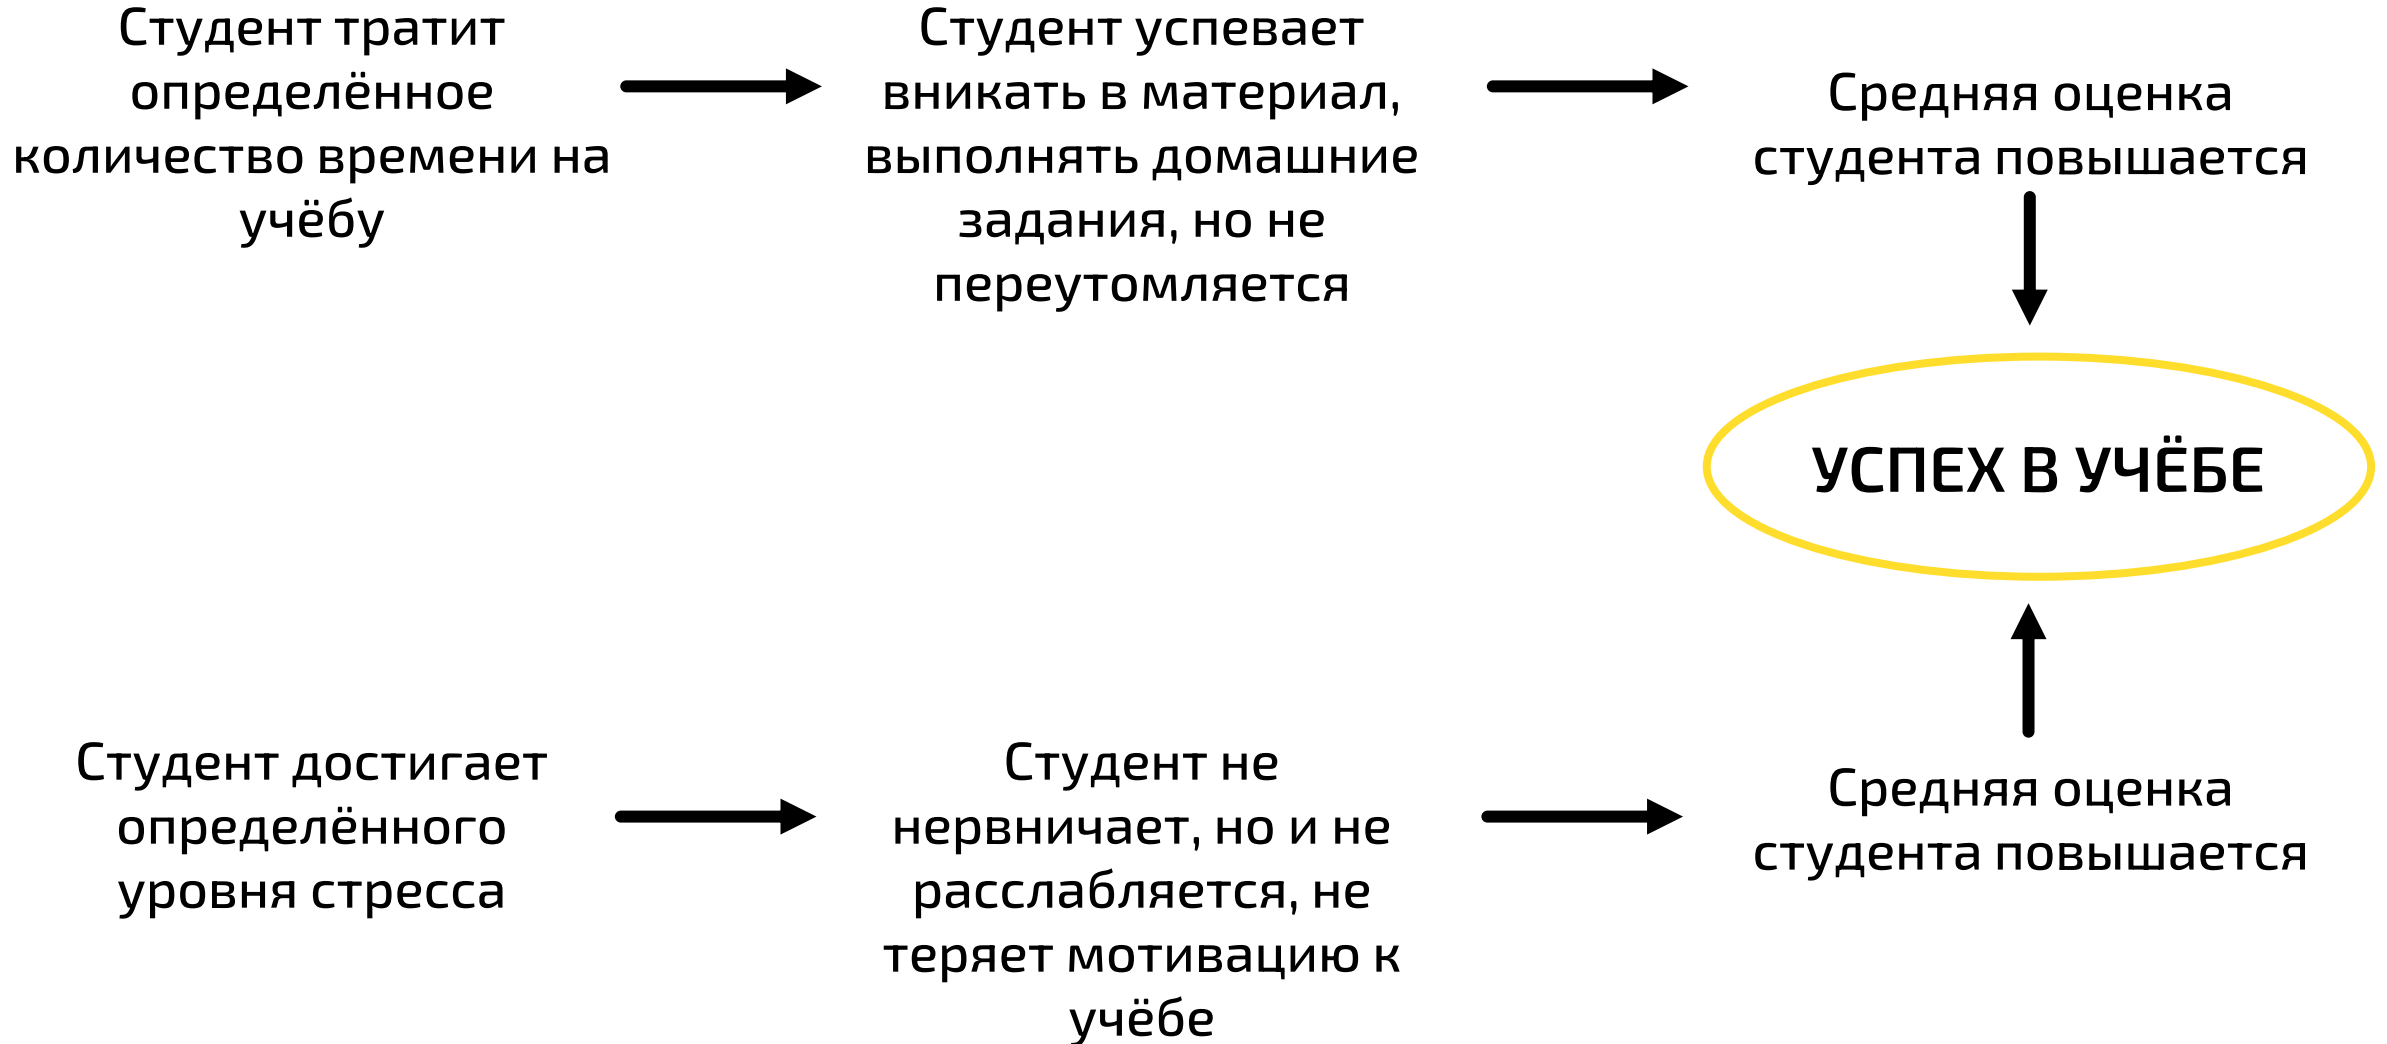 Студент тратит
определённое
количество времени на
учёбу
Студент успевает
вникать в материал,
выполнять домашние
задания, но не
переутомляется
Средняя оценка
студента повышается
УСПЕХ В УЧЁБЕ
Студент достигает
определённого
уровня стресса
Студент не
нервничает, но и не
расслабляется, не
теряет мотивацию к
учёбе
Средняя оценка
студента повышается